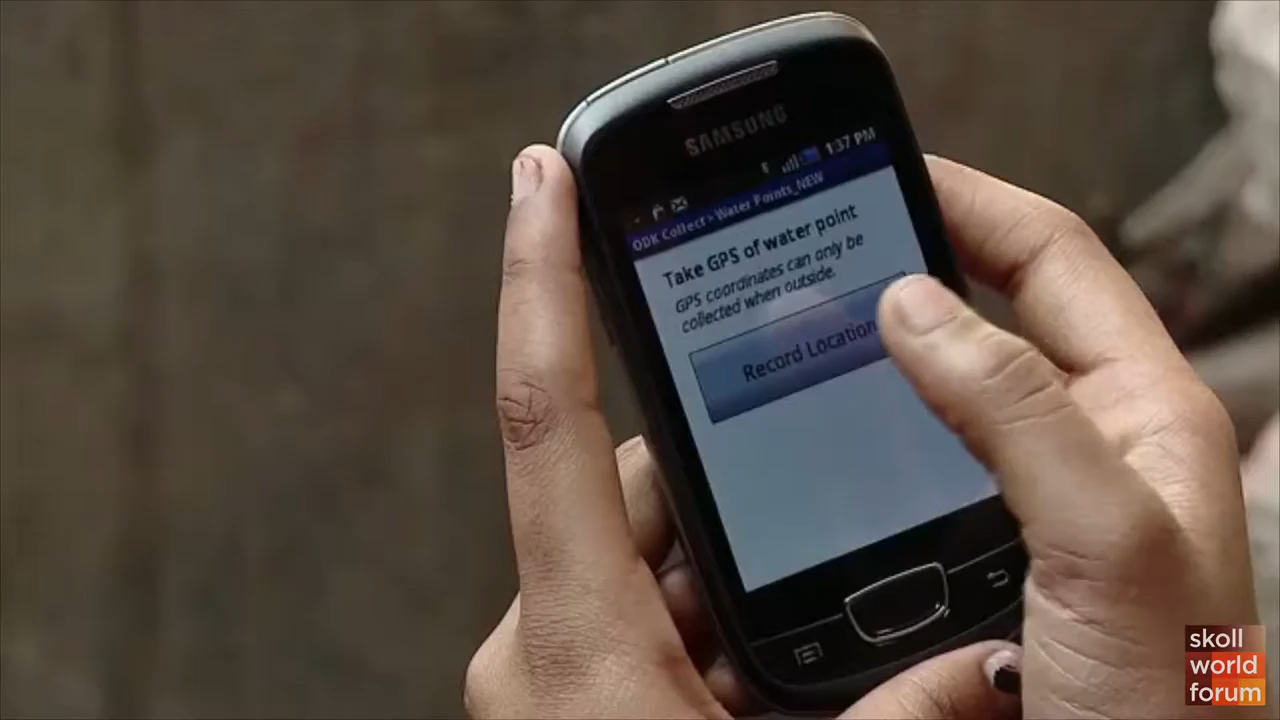 SAMSUNG
1:37 PM
ODK Collect > Water Points_NEW
Take GPS of water point
GPS coordinates can only be
collected when outside.
Record Location
skoll
world
forum